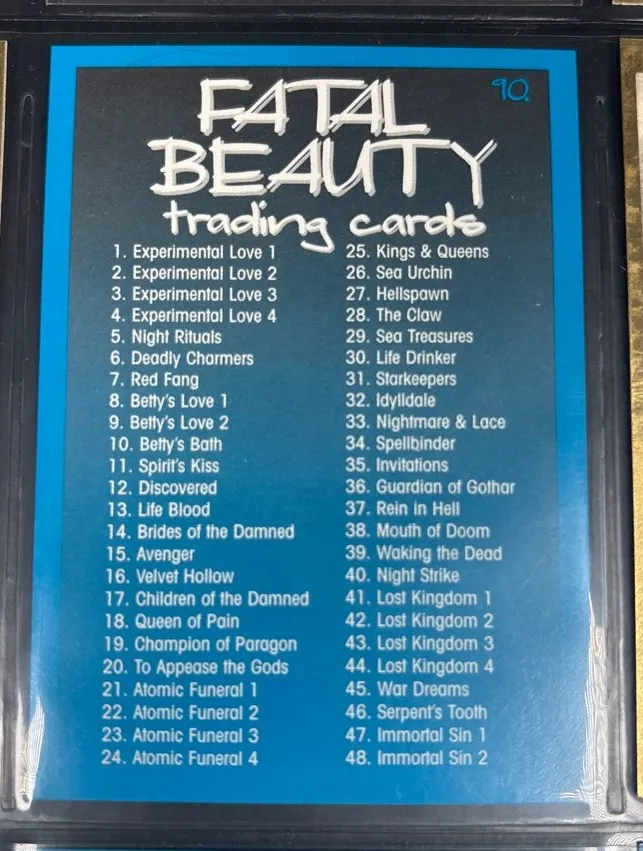 90.
FATAL
BEAUTY
trading cards
1. Experimental Love 1
2. Experimental Love 2
3. Experimental Love 3
4. Experimental Love 4
5. Night Rituals
6. Deadly Charmers
7. Red Fang
8. Betty's Love 1
9. Betty's Love 2
10. Betty's Bath
11. Spirit's Kiss
12. Discovered
13. Life Blood
14. Brides of the Damned
15. Avenger
16. Velvet Hollow
17. Children of the Damned
18. Queen of Pain
19. Champion of Paragon
20. To Appease the Gods
21. Atomic Funeral 1
22. Atomic Funeral 2
23. Atomic Funeral 3
24. Atomic Funeral 4
25. Kings & Queens
26. Sea Urchin
27. Hellspawn
28. The Claw
29. Sea Treasures
30. Life Drinker
31. Starkeepers
32. Idylldale
33. Nightmare & Lace
34. Spellbinder
35. Invitations
36. Guardian of Gothar
37. Rein in Hell
38. Mouth of Doom
39. Waking the Dead
40. Night Strike
41. Lost Kingdom 1
42. Lost Kingdom 2
43. Lost Kingdom 3
44. Lost Kingdom 4
45. War Dreams
46. Serpent's Tooth
47. Immortal Sin 1
48. Immortal Sin 2